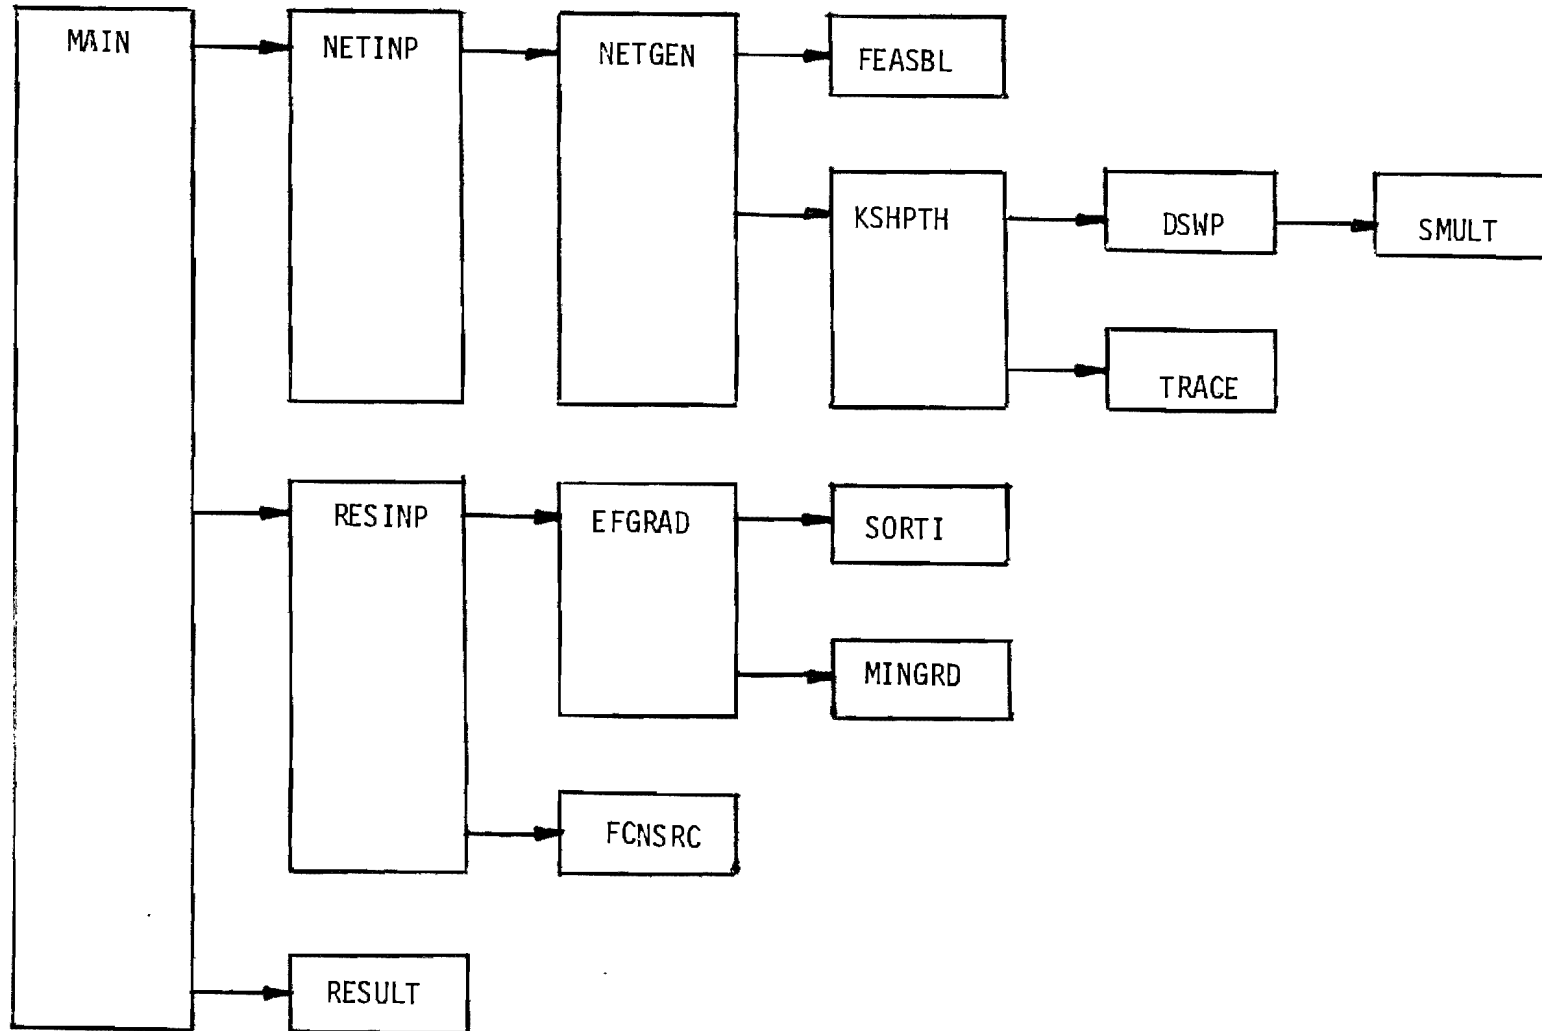 MAIN
NETINP
NETGEN
FEASBL
KSHPTH
DSWP
SMULT
TRACE
RESINP
EFGRAD
SORTI
MINGRD
FCNSRC
RESULT